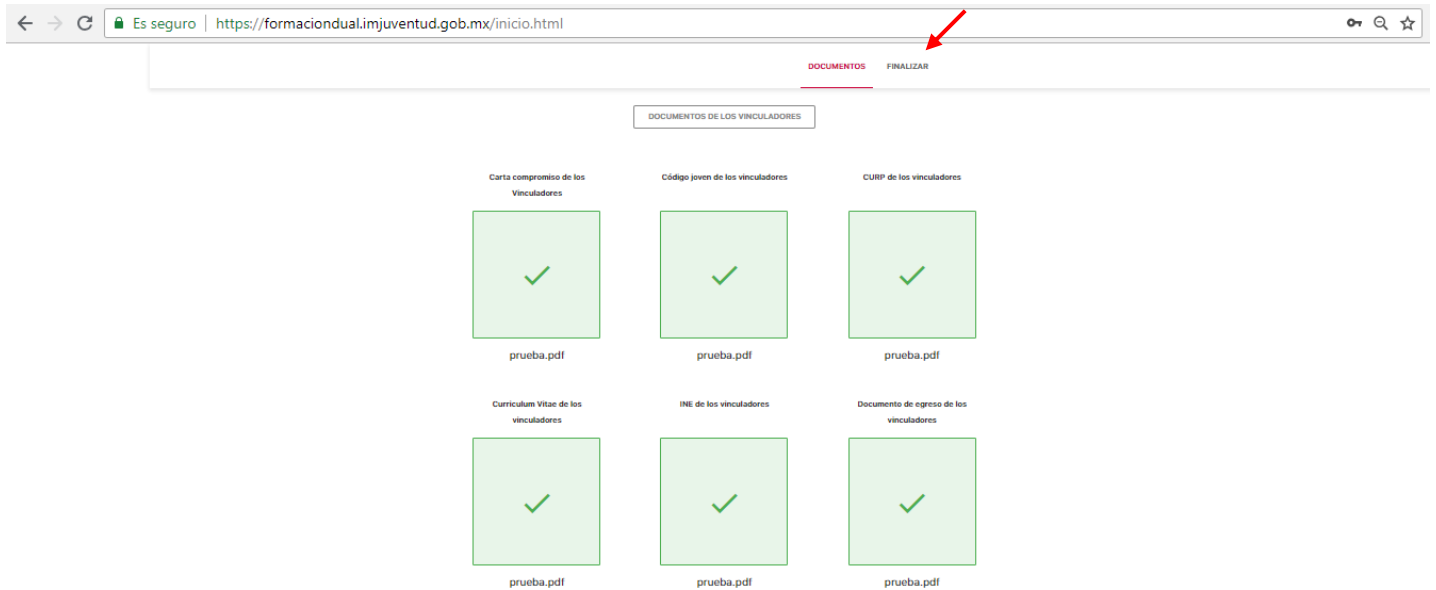 Es seguro | https://formaciondual.imjuventud.gob.mx/inicio.html
DOCUMENTOS FINALIZAR
DOCUMENTOS DE LOS VINCULADORES
Carta compromiso de los
Vinculadores
Código joven de los vinculadores
CURP de los vinculadores
prueba.pdf
prueba.pdf
prueba.pdf
Curriculum Vitae de los
vinculadores
INE de los vinculadores
Documento de egreso de los
vinculadores
prueba.pdf
prueba.pdf
prueba.pdf